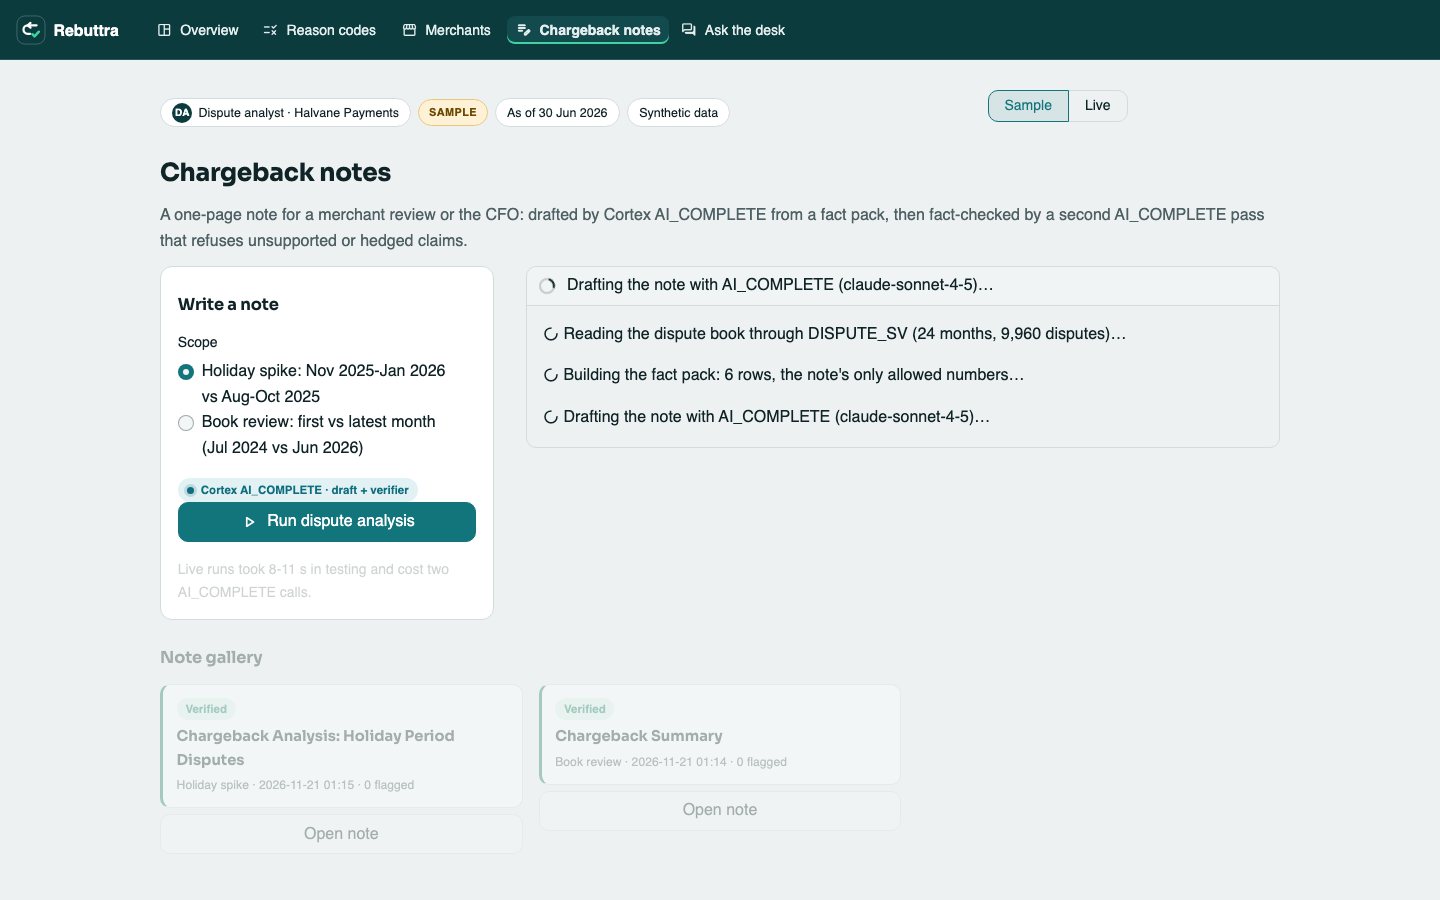 Rebuttra
Overview
Reason codes
Merchants
Chargeback notes
Ask the desk
DA
Dispute analyst · Halvane Payments
SAMPLE
As of 30 Jun 2026
Synthetic data
Sample
Live
Chargeback notes
A one-page note for a merchant review or the CFO: drafted by Cortex AI_COMPLETE from a fact pack, then fact-checked by a second AI_COMPLETE pass
that refuses unsupported or hedged claims.
Write a note
Scope
Holiday spike: Nov 2025-Jan 2026
vs Aug-Oct 2025
Book review: first vs latest month
(Jul 2024 vs Jun 2026)
Cortex AI_COMPLETE · draft + verifier
Run dispute analysis
Live runs took 8-11 s in testing and cost two
AI_COMPLETE calls.
Drafting the note with AI_COMPLETE (claude-sonnet-4-5)…
Reading the dispute book through DISPUTE_SV (24 months, 9,960 disputes)…
Building the fact pack: 6 rows, the note's only allowed numbers…
Drafting the note with AI_COMPLETE (claude-sonnet-4-5)…
Note gallery
Verified
Chargeback Analysis: Holiday Period
Disputes
Holiday spike · 2026-11-21 01:15 · 0 flagged
Open note
Verified
Chargeback Summary
Book review · 2026-11-21 01:14 · 0 flagged
Open note